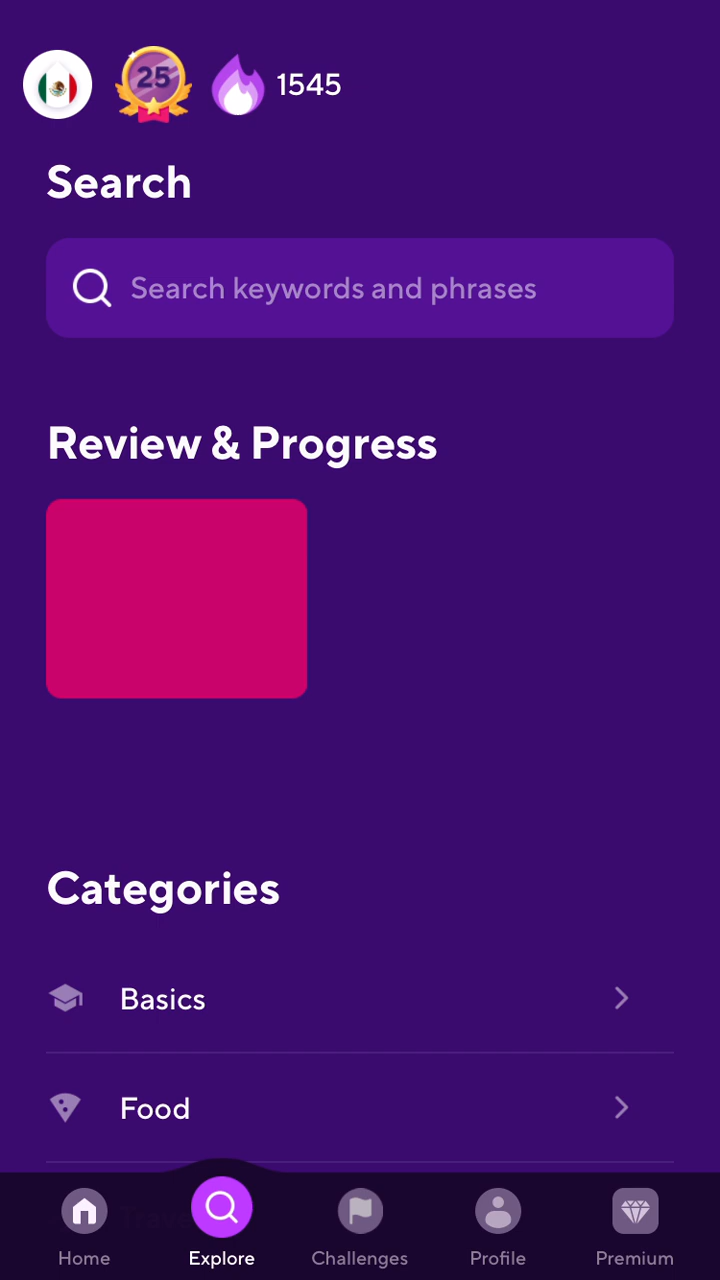 25
1545
Search
Search keywords and phrases
Review & Progress
Categories
Basics
Food
Home
Explore
Challenges
Profile
Premium